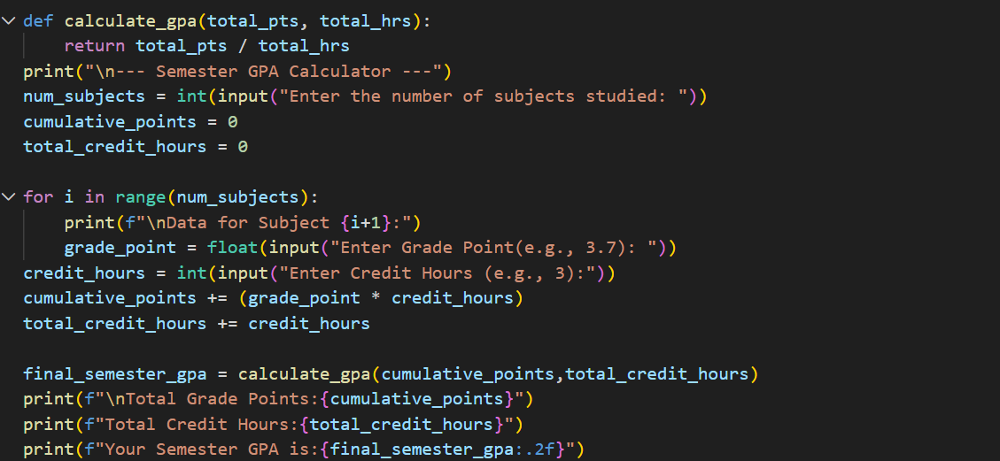 def calculate_gpa(total_pts, total_hrs):
    return total_pts / total_hrs
print("\n--- Semester GPA Calculator ---")
num_subjects = int(input("Enter the number of subjects studied: "))
cumulative_points = 0
total_credit_hours = 0

for i in range(num_subjects):
    print(f"\nData for Subject {i+1}:")
    grade_point = float(input("Enter Grade Point(e.g., 3.7): "))
credit_hours = int(input("Enter Credit Hours (e.g., 3):"))
cumulative_points += (grade_point * credit_hours)
total_credit_hours += credit_hours

final_semester_gpa = calculate_gpa(cumulative_points,total_credit_hours)
print(f"\nTotal Grade Points:{cumulative_points}")
print(f"Total Credit Hours:{total_credit_hours}")
print(f"Your Semester GPA is:{final_semester_gpa:.2f}")